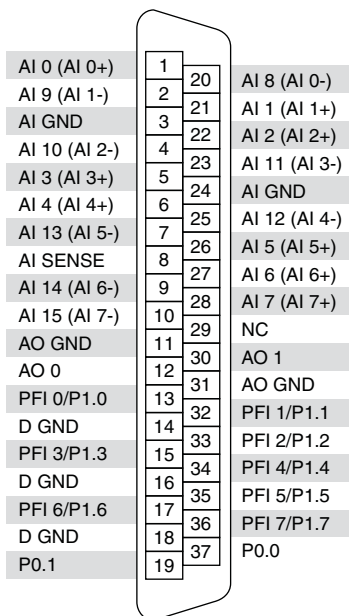 AI 0 (AI 0+) 1
AI 9 (AI 1-) 2
AI GND 3
AI 10 (AI 2-) 4
AI 3 (AI 3+) 5
AI 4 (AI 4+) 6
AI 13 (AI 5-) 7
AI SENSE 8
AI 14 (AI 6-) 9
AI 15 (AI 7-) 10
AO GND 11
AO 0 12
PFI 0/P1.0 13
D GND 14
PFI 3/P1.3 15
D GND 16
PFI 6/P1.6 17
D GND 18
P0.1 19
20 AI 8 (AI 0-)
21 AI 1 (AI 1+)
22 AI 2 (AI 2+)
23 AI 11 (AI 3-)
24 AI GND
25 AI 12 (AI 4-)
26 AI 5 (AI 5+)
27 AI 6 (AI 6+)
28 AI 7 (AI 7+)
29 NC
30 AO 1
31 AO GND
32 PFI 1/P1.1
33 PFI 2/P1.2
34 PFI 4/P1.4
35 PFI 5/P1.5
36 PFI 7/P1.7
37 P0.0